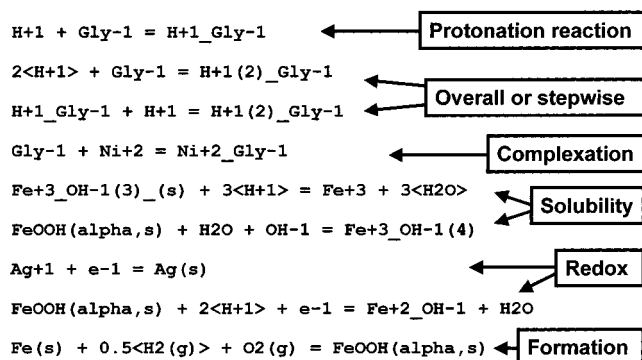 H+1 + Gly-1 = H+1_Gly-1
Protonation reaction
2<H+1> + Gly-1 = H+1(2)_Gly-1
Overall or stepwise
H+1_Gly-1 + H+1 = H+1(2)_Gly-1
Gly-1 + Ni+2 = Ni+2_Gly-1
Complexation
Fe+3_OH-1(3)_(s) + 3<H+1> = Fe+3 + 3<H2O>
Solubility
FeOOH(alpha,s) + H2O + OH-1 = Fe+3_OH-1(4)
Ag+1 + e-1 = Ag(s)
Redox
FeOOH(alpha,s) + 2<H+1> + e-1 = Fe+2_OH-1 + H2O
Fe(s) + 0.5<H2(g)> + O2(g) = FeOOH(alpha,s)
Formation